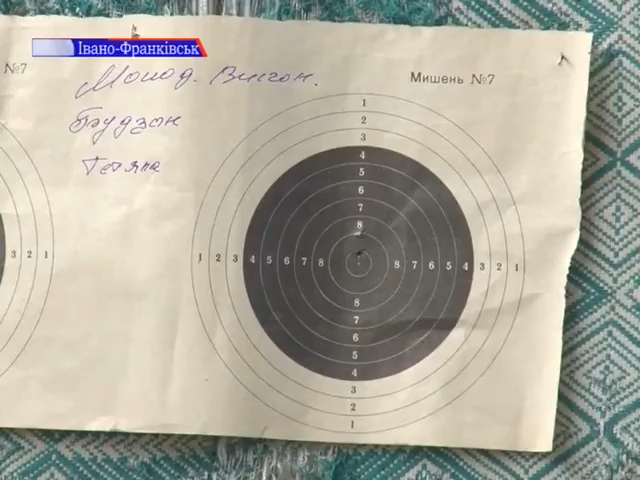 Івано-Франківськ
№7
Мишень №7
Молод. Вигон.
Тетяна
1
2
3
4
5
6
7
8
1 2 3 4 5 6 7 8 8 7 6 5 4 3 2 1
3 2 1
8
7
6
5
4
3
2
1